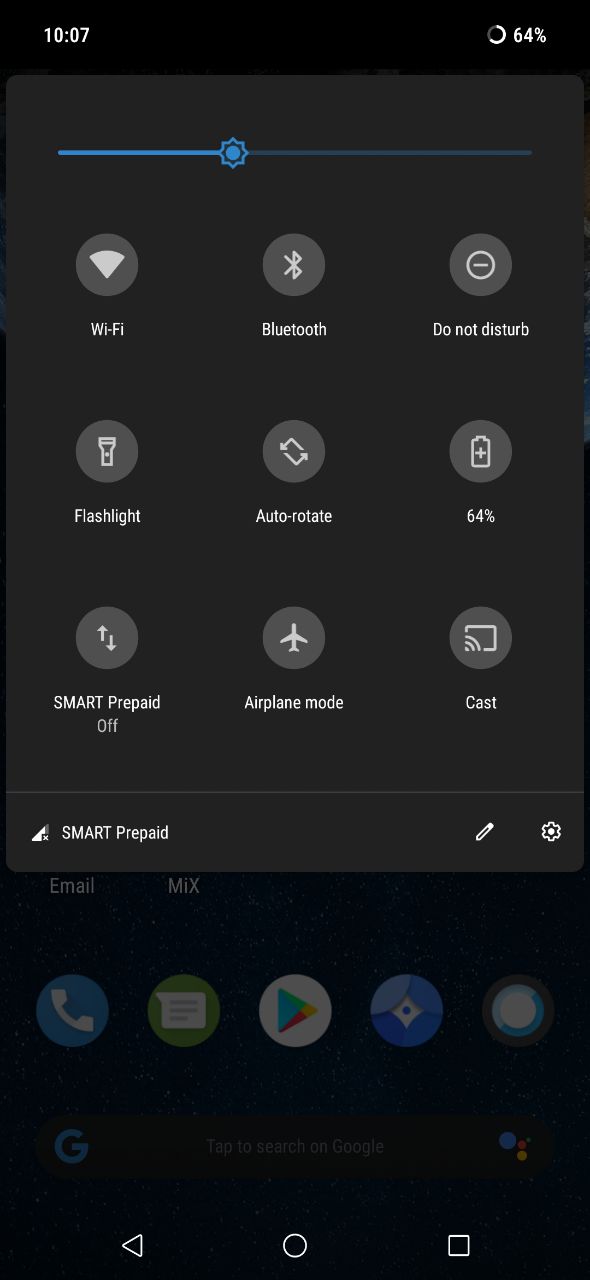 10:07
64%
Wi-Fi
Bluetooth
Do not disturb
Flashlight
Auto-rotate
64%
SMART Prepaid
Off
Airplane mode
Cast
SMART Prepaid
Email
MiX
Tap to search on Google